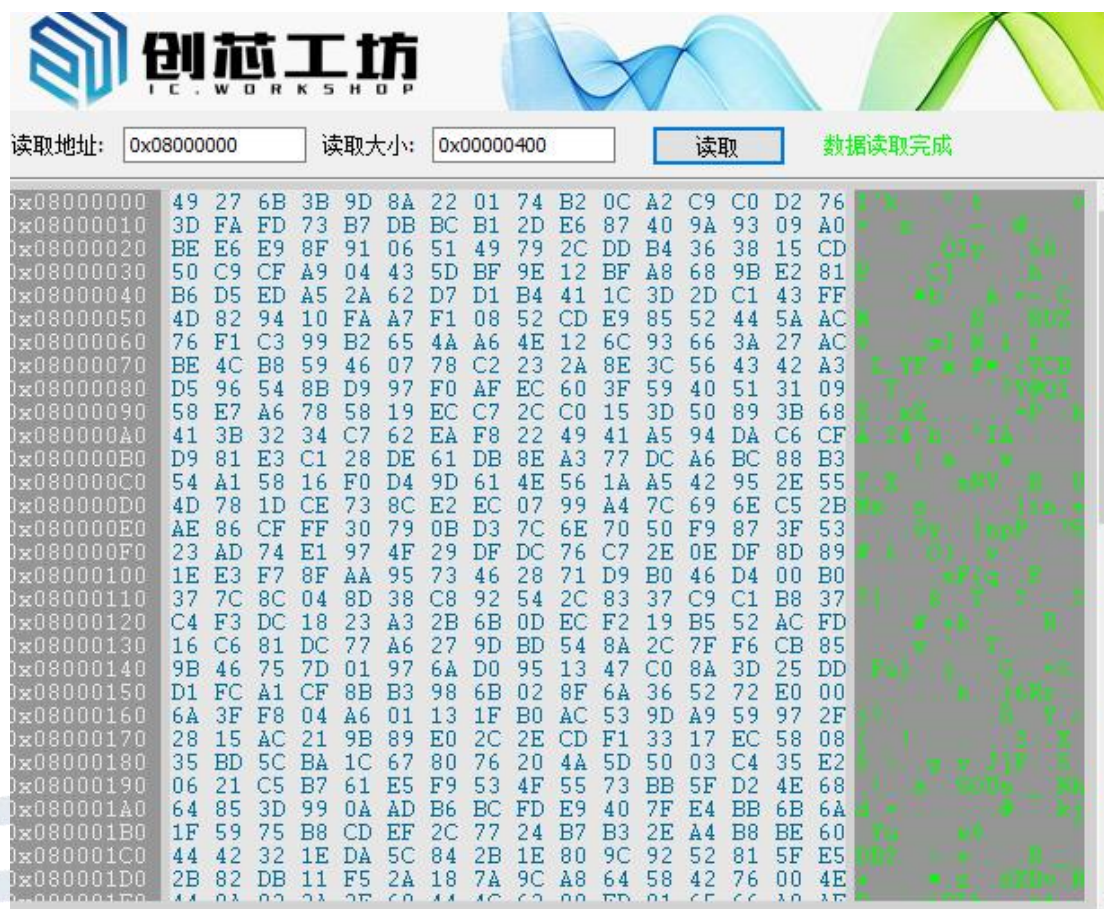 创芯工坊
IC.WORKSHOP
读取地址: 0x08000000 读取大小: 0x00000400 读取 数据读取完成
0x08000000 49 27 6B 3B 9D 8A 22 01 74 B2 0C A2 C9 C0 D2 76
0x08000010 3D FA FD 73 B7 DB BC B1 2D E6 87 40 9A 93 09 A0
0x08000020 BE E6 E9 8F 91 06 51 49 79 2C DD B4 36 38 15 CD
0x08000030 50 C9 CF A9 04 43 5D BF 9E 12 BF A8 68 9B E2 81
0x08000040 B6 D5 ED A5 2A 62 D7 D1 B4 41 1C 3D 2D C1 43 FF
0x08000050 4D 82 94 10 FA A7 F1 08 52 CD E9 85 52 44 5A AC
0x08000060 76 F1 C3 99 B2 65 4A A6 4E 12 6C 93 66 3A 27 AC
0x08000070 BE 4C B8 59 46 07 78 C2 23 2A 8E 3C 56 43 42 A3
0x08000080 D5 96 54 8B D9 97 F0 AF EC 60 3F 59 40 51 31 09
0x08000090 58 E7 A6 78 58 19 EC C7 2C C0 15 3D 50 89 3B 68
0x080000A0 41 3B 32 34 C7 62 EA F8 22 49 41 A5 94 DA C6 CF
0x080000B0 D9 81 E3 C1 28 DE 61 DB 8E A3 77 DC A6 BC 88 B3
0x080000C0 54 A1 58 16 F0 D4 9D 61 4E 56 1A A5 42 95 2E 55
0x080000D0 4D 78 1D CE 73 8C E2 EC 07 99 A4 7C 69 6E C5 2B
0x080000E0 AE 86 CF FF 30 79 0B D3 7C 6E 70 50 F9 87 3F 53
0x080000F0 23 AD 74 E1 97 4F 29 DF DC 76 C7 2E 0E DF 8D 89
0x08000100 1E E3 F7 8F AA 95 73 46 28 71 D9 B0 46 D4 00 B0
0x08000110 37 7C 8C 04 8D 38 C8 92 54 2C 83 37 C9 C1 B8 37
0x08000120 C4 F3 DC 18 23 A3 2B 6B 0D EC F2 19 B5 52 AC FD
0x08000130 16 C6 81 DC 77 A6 27 9D BD 54 8A 2C 7F F6 CB 85
0x08000140 9B 46 75 7D 01 97 6A D0 95 13 47 C0 8A 3D 25 DD
0x08000150 D1 FC A1 CF 8B B3 98 6B 02 8F 6A 36 52 72 E0 00
0x08000160 6A 3F F8 04 A6 01 13 1F B0 AC 53 9D A9 59 97 2F
0x08000170 28 15 AC 21 9B 89 E0 2C 2E CD F1 33 17 EC 58 08
0x08000180 35 BD 5C BA 1C 67 80 76 20 4A 5D 50 03 C4 35 E2
0x08000190 06 21 C5 B7 61 E5 F9 53 4F 55 73 BB 5F D2 4E 68
0x080001A0 64 85 3D 99 0A AD B6 BC FD E9 40 7F E4 BB 6B 6A
0x080001B0 1F 59 75 B8 CD EF 2C 77 24 B7 B3 2E A4 B8 BE 60
0x080001C0 44 42 32 1E DA 5C 84 2B 1E 80 9C 92 52 81 5F E5
0x080001D0 2B 82 DB 11 F5 2A 18 7A 9C A8 64 58 42 76 00 4E